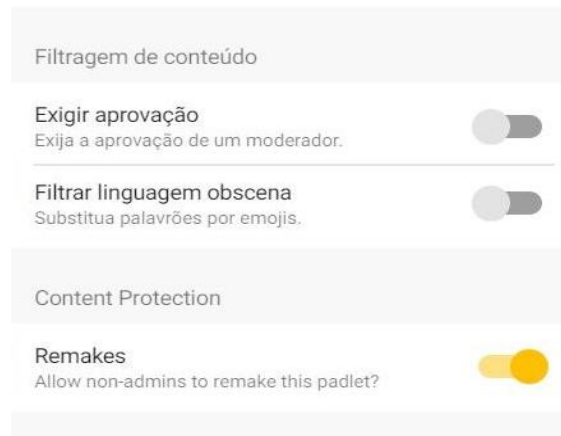 Filtragem de conteúdo
Exigir aprovação
Exija a aprovação de um moderador.
Filtrar linguagem obscena
Substitua palavrões por emojis.
Content Protection
Remakes
Allow non-admins to remake this padlet?